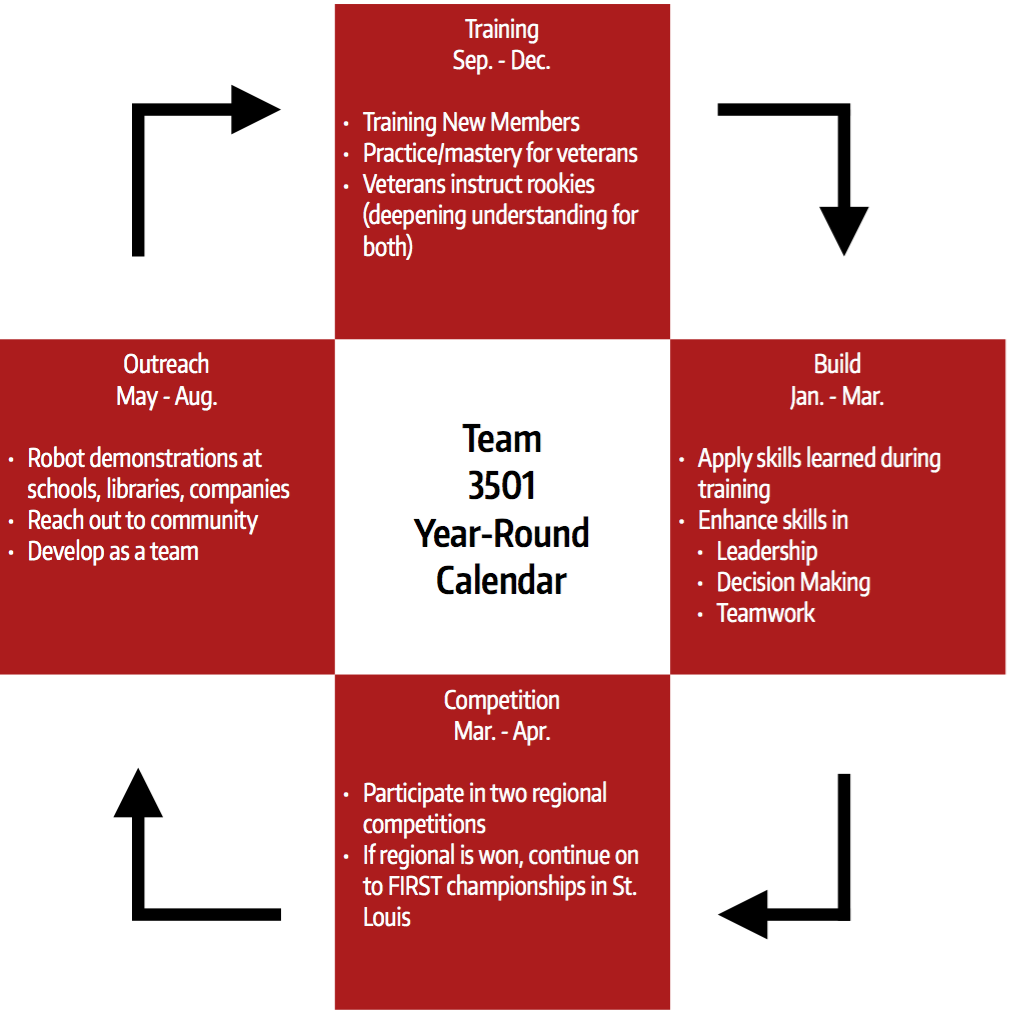 Training
Sep. - Dec.
• Training New Members
• Practice/mastery for veterans
• Veterans instruct rookies
(deepening understanding for
both)
Outreach
May - Aug.
• Robot demonstrations at
schools, libraries, companies
• Reach out to community
• Develop as a team
Team
3501
Year-Round
Calendar
Build
Jan. - Mar.
• Apply skills learned during
training
• Enhance skills in
• Leadership
• Decision Making
• Teamwork
Competition
Mar. - Apr.
• Participate in two regional
competitions
• If regional is won, continue on
to FIRST championships in St.
Louis